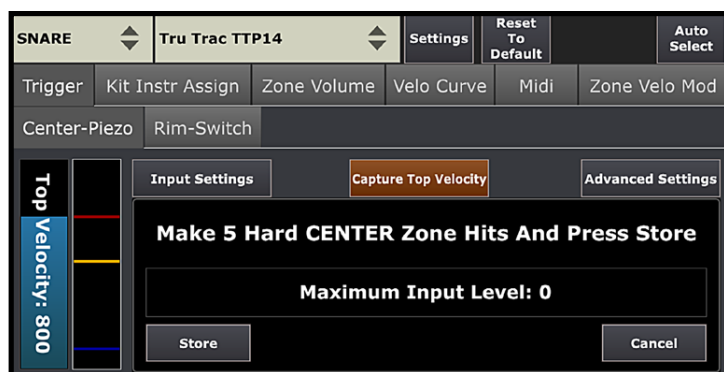 SNARE
Tru Trac TTP14
Settings
Reset
To
Default
Auto
Select
Trigger
Kit Instr Assign
Zone Volume
Velo Curve
Midi
Zone Velo Mod
Center-Piezo
Rim-Switch
Top Velocity: 800
Input Settings
Capture Top Velocity
Advanced Settings
Make 5 Hard CENTER Zone Hits And Press Store
Maximum Input Level: 0
Store
Cancel